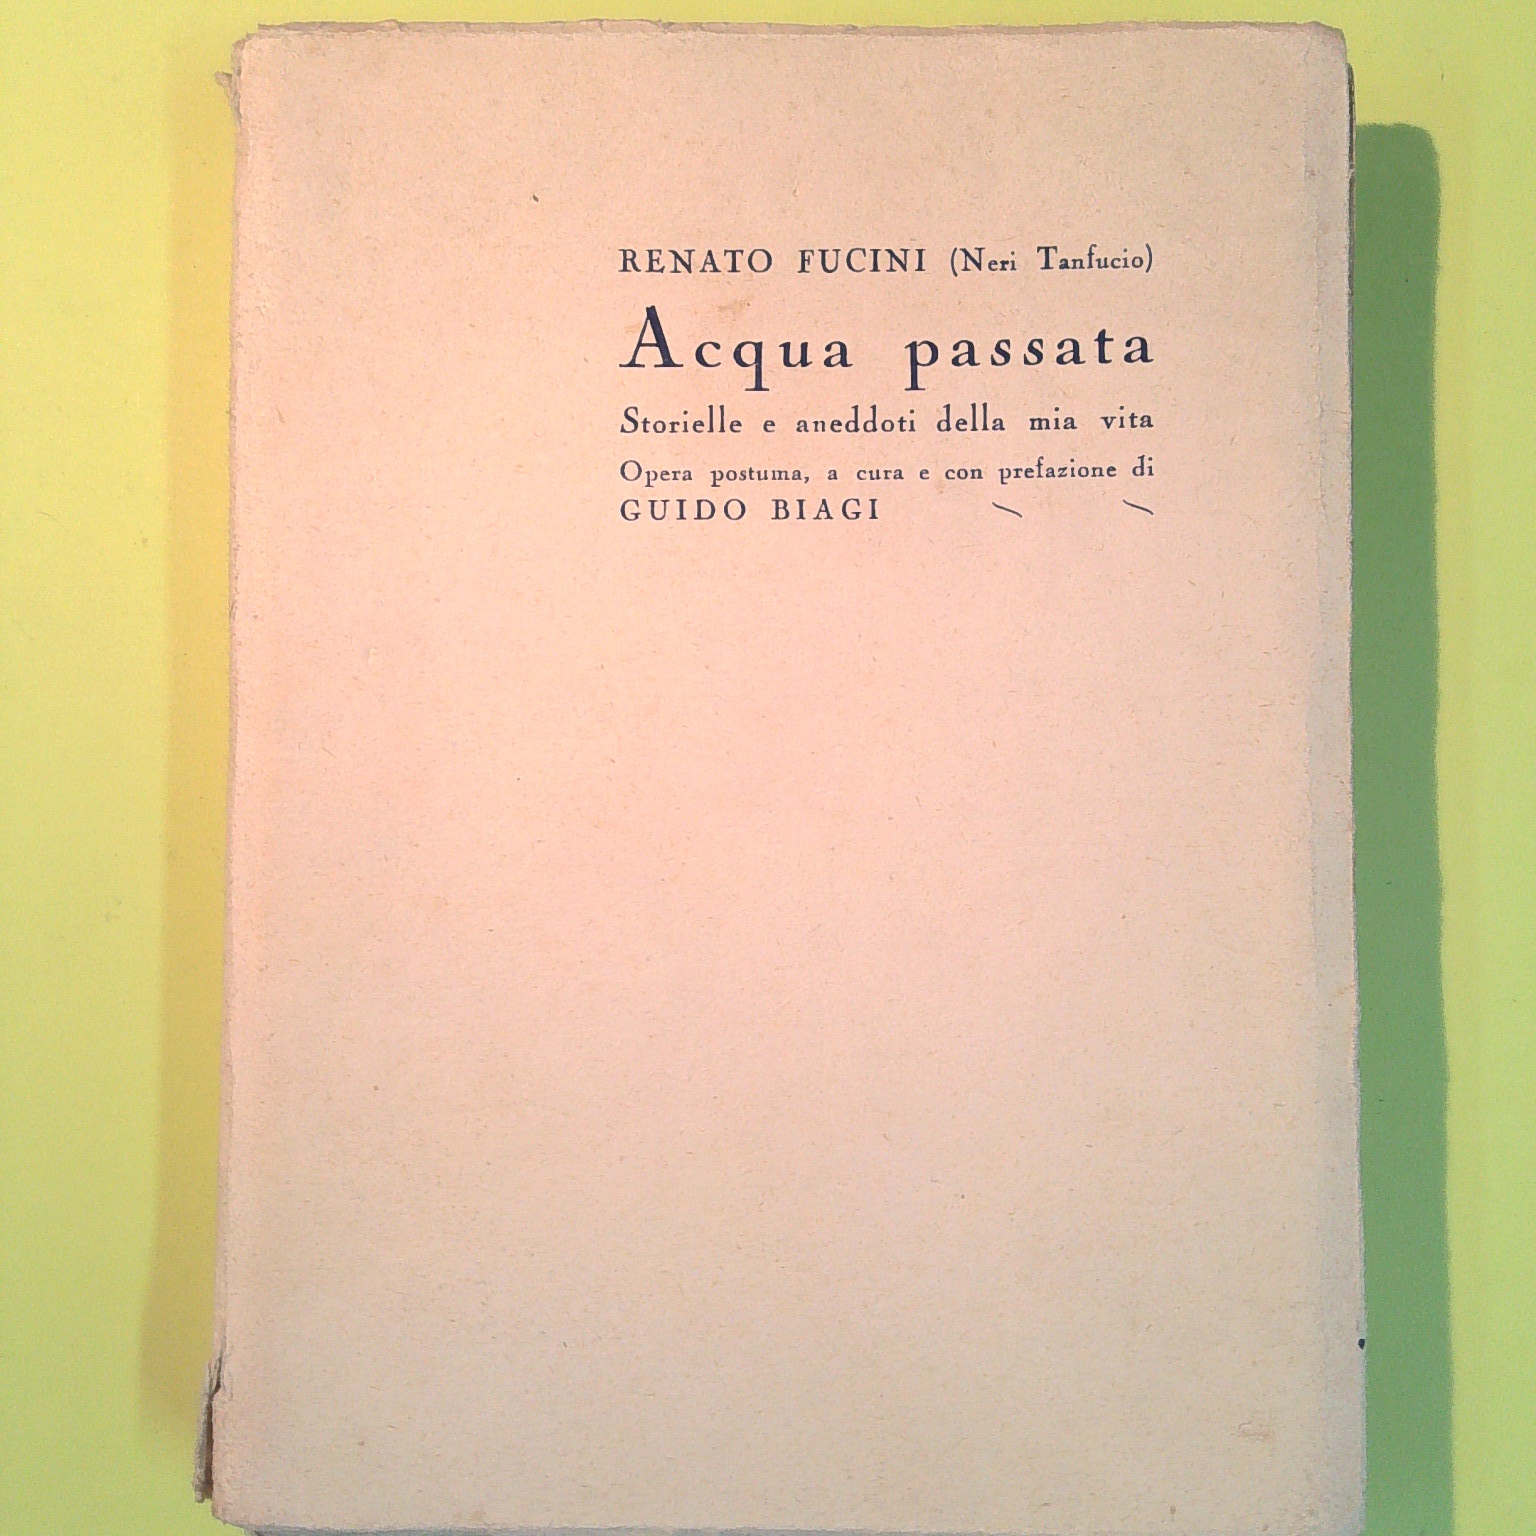 RENATO FUCINI (Neri Tanfucio)
Acqua passata
Storielle e aneddoti della mia vita
Opera postuma, a cura e con prefazione di
GUIDO BIAGI